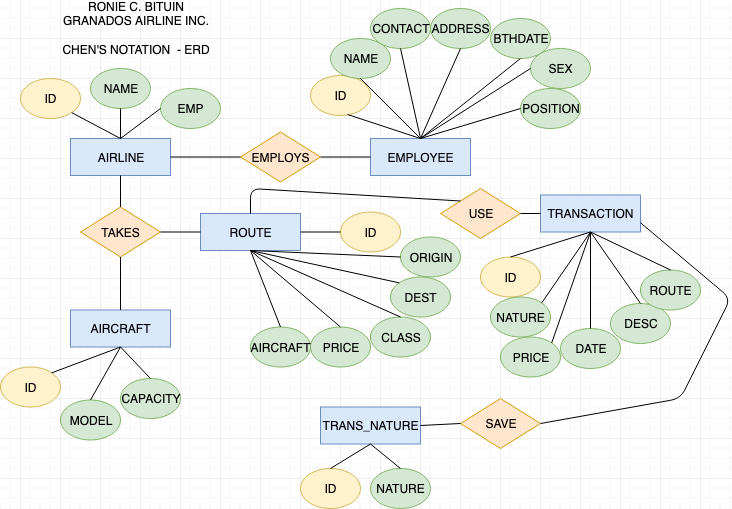 RONIE C. BITUIN
GRANADOS AIRLINE INC.
CHEN'S NOTATION - ERD
CONTACT
ADDRESS
BTHDATE
NAME
SEX
ID
NAME
ID
EMP
POSITION
AIRLINE
EMPLOYS
EMPLOYEE
USE
TRANSACTION
TAKES
ROUTE
ID
ORIGIN
ID
ROUTE
DEST
NATURE
DESC
AIRCRAFT
CLASS
AIRCRAFT
PRICE
DATE
PRICE
ID
CAPACITY
MODEL
TRANS_NATURE
SAVE
ID
NATURE